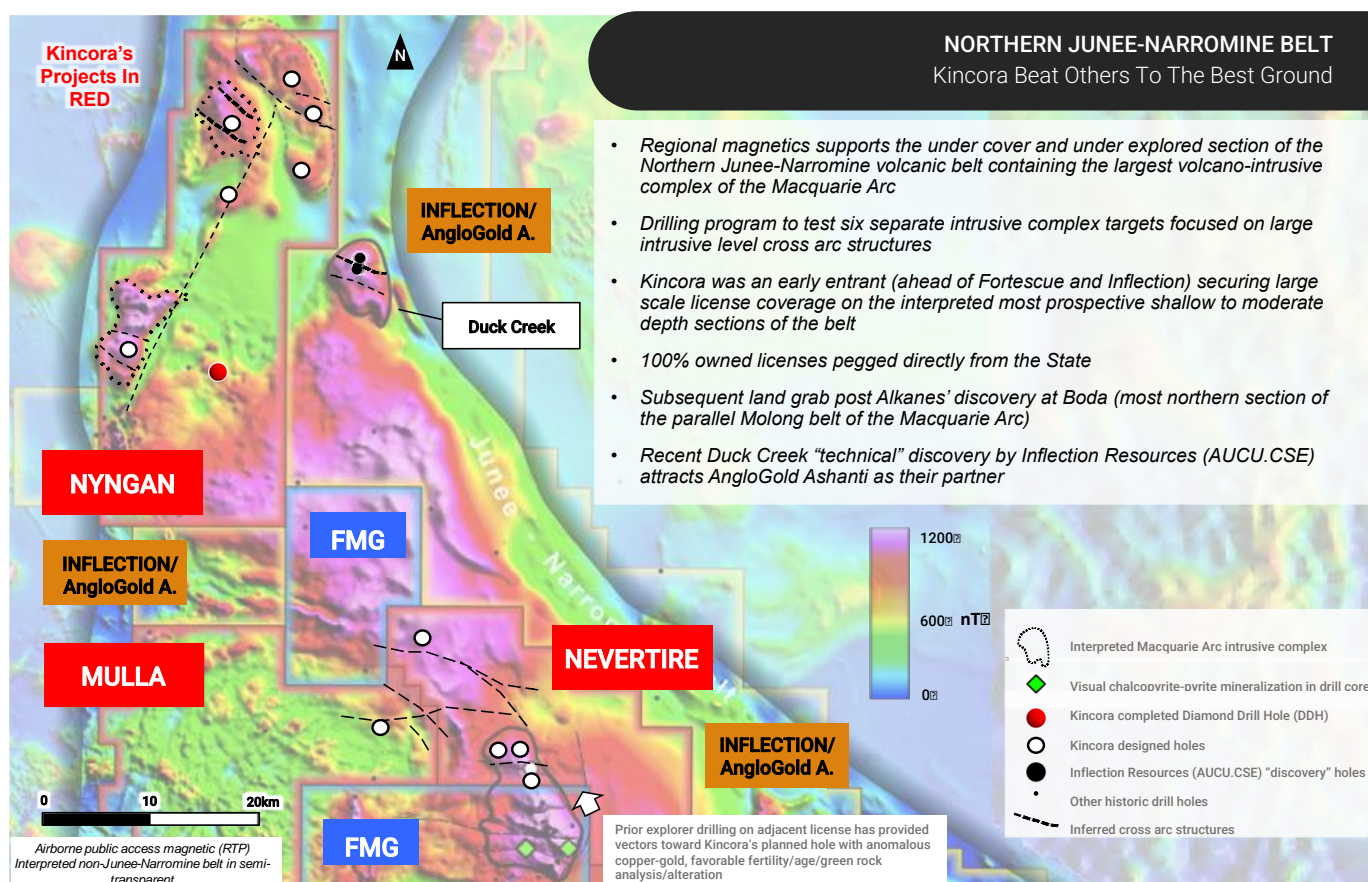 Kincora's
Projects In
RED
N
NORTHERN JUNEE-NARROMINE BELT
Kincora Beat Others To The Best Ground
• Regional magnetics supports the under cover and under explored section of the
Northern Junee-Narromine volcanic belt containing the largest volcano-intrusive
complex of the Macquarie Arc
• Drilling program to test six separate intrusive complex targets focused on large
intrusive level cross arc structures
• Kincora was an early entrant (ahead of Fortescue and Inflection) securing large
scale license coverage on the interpreted most prospective shallow to moderate
depth sections of the belt
• 100% owned licenses pegged directly from the State
• Subsequent land grab post Alkanes' discovery at Boda (most northern section of
the parallel Molong belt of the Macquarie Arc)
• Recent Duck Creek "technical" discovery by Inflection Resources (AUCU.CSE)
attracts AngloGold Ashanti as their partner
INFLECTION/
AngloGold A.
Duck Creek
Junee - Narrom
lt
NYNGAN
FMG
INFLECTION/
AngloGold A.
MULLA
NEVERTIRE
INFLECTION/
AngloGold A.
FMG
1200
600 nT
0
Interpreted Macquarie Arc intrusive complex
Visual chalcopyrite-pyrite mineralization in drill core
Kincora completed Diamond Drill Hole (DDH)
Kincora designed holes
Inflection Resources (AUCU.CSE) "discovery" holes
Other historic drill holes
Inferred cross arc structures
0 10 20km
Airborne public access magnetic (RTP)
Interpreted non-Junee-Narromine belt in semi-
transparent
Prior explorer drilling on adjacent license has provided
vectors toward Kincora's planned hole with anomalous
copper-gold, favorable fertility/age/green rock
analysis/alteration